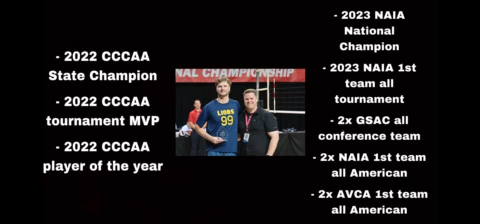 - 2022 CCCAA
State Champion
- 2022 CCCAA
tournament MVP
- 2022 CCCAA
player of the year
NAL CHAMPIONSHIP
LIONS
99
- 2023 NAIA
National
Champion
- 2023 NAIA 1st
team all
tournament
- 2x GSAC all
conference team
- 2x NAIA 1st team
all American
- 2x AVCA 1st team
all American